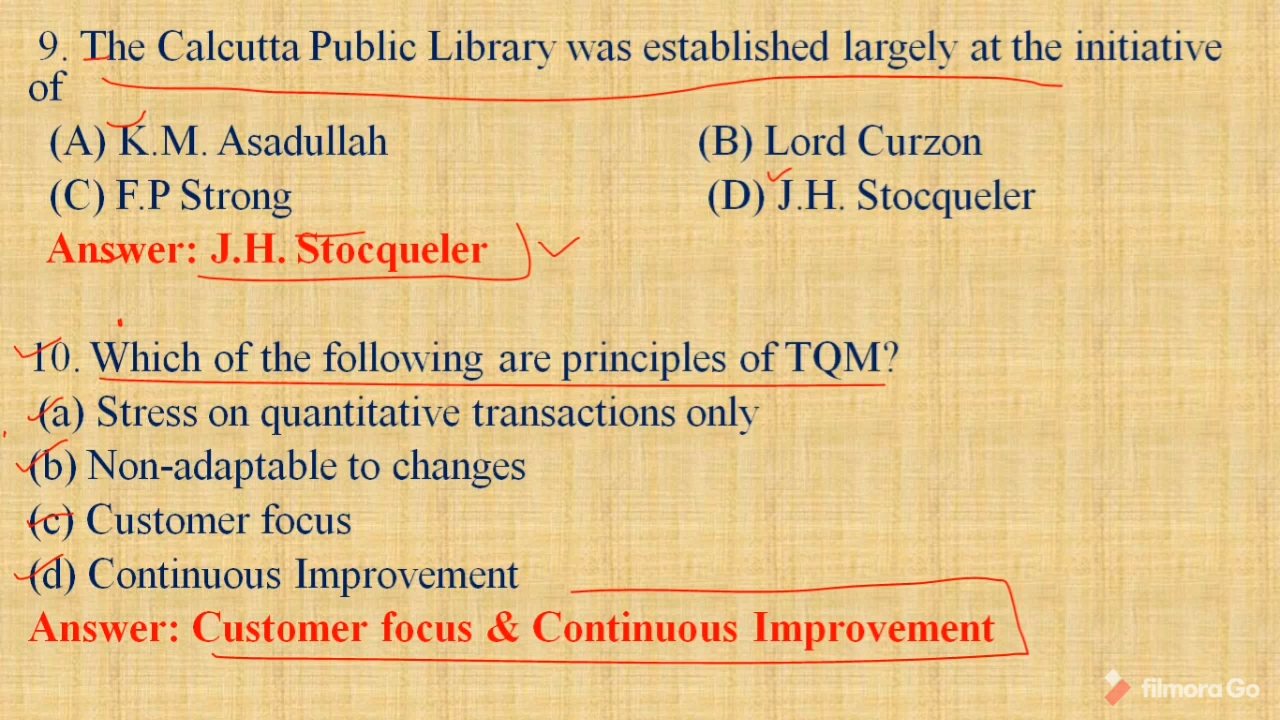 9. The Calcutta Public Library was established largely at the initiative
of
(A) K.M. Asadullah (B) Lord Curzon
(C) F.P Strong (D) J.H. Stocqueler
Answer: J.H. Stocqueler
10. Which of the following are principles of TQM?
(a) Stress on quantitative transactions only
(b) Non-adaptable to changes
(c) Customer focus
(d) Continuous Improvement
Answer: Customer focus & Continuous Improvement
filmora Go